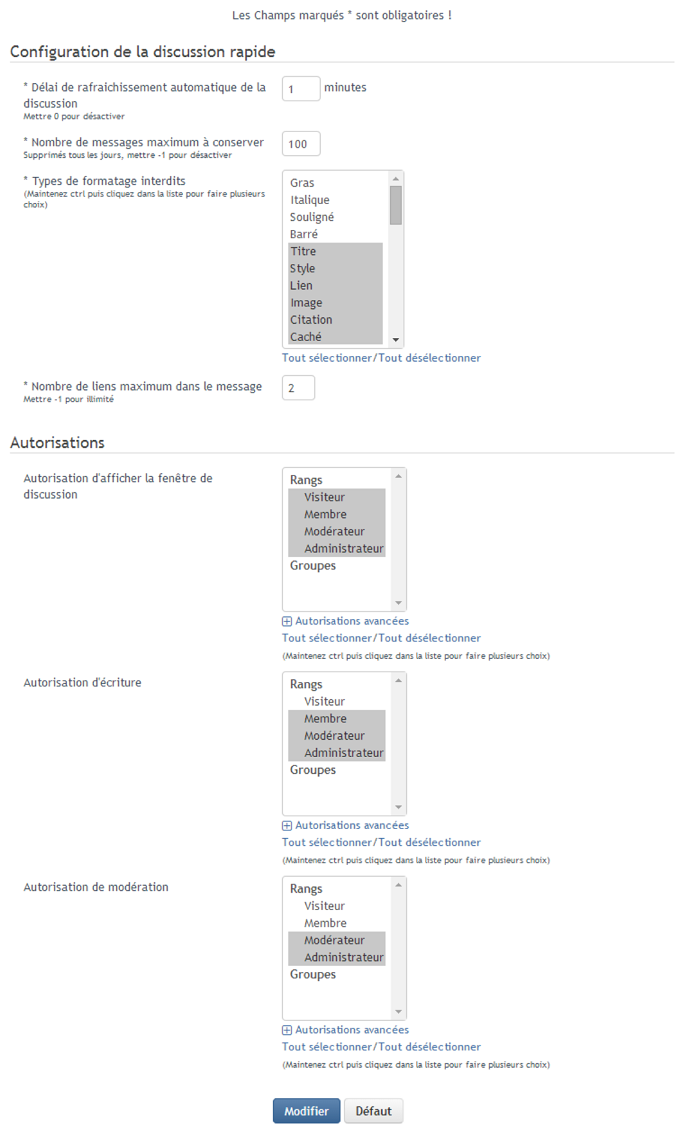 Les Champs marqués * sont obligatoires !
Configuration de la discussion rapide
* Délai de rafraichissement automatique de la
discussion
Mettre 0 pour désactiver
1 minutes
* Nombre de messages maximum à conserver
Supprimés tous les jours, mettre -1 pour désactiver
100
* Types de formatage interdits
(Maintenez ctrl puis cliquez dans la liste pour faire plusieurs
choix)
Gras
Italique
Souligné
Barré
Titre
Style
Lien
Image
Citation
Caché
Tout sélectionner/Tout désélectionner
* Nombre de liens maximum dans le message
Mettre -1 pour illimité
2
Autorisations
Autorisation d'afficher la fenêtre de
discussion
Rangs
Visiteur
Membre
Modérateur
Administrateur
Groupes
Autorisations avancées
Tout sélectionner/Tout désélectionner
(Maintenez ctrl puis cliquez dans la liste pour faire plusieurs choix)
Autorisation d'écriture
Rangs
Visiteur
Membre
Modérateur
Administrateur
Groupes
Autorisations avancées
Tout sélectionner/Tout désélectionner
(Maintenez ctrl puis cliquez dans la liste pour faire plusieurs choix)
Autorisation de modération
Rangs
Visiteur
Membre
Modérateur
Administrateur
Groupes
Autorisations avancées
Tout sélectionner/Tout désélectionner
(Maintenez ctrl puis cliquez dans la liste pour faire plusieurs choix)
Modifier Défaut